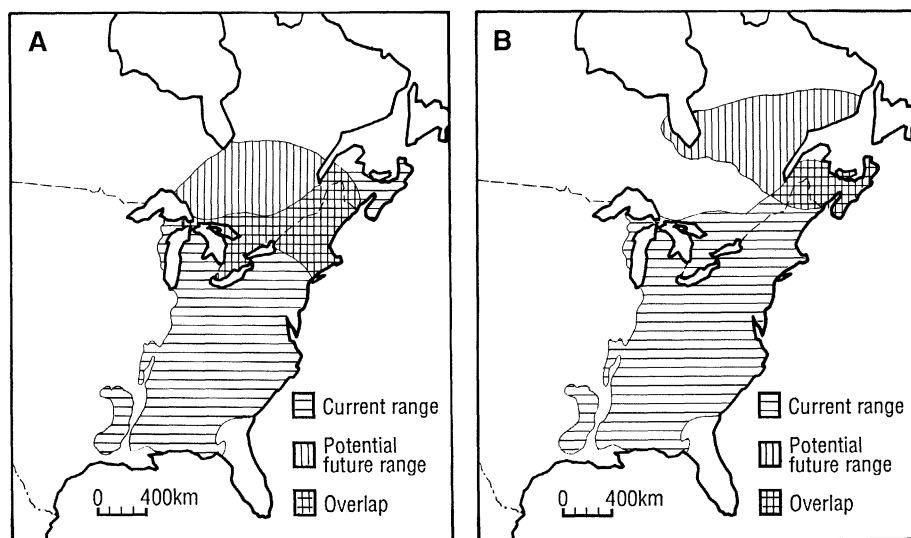 A
Current range
Potential
future range
Overlap
0 400km
B
Current range
Potential
future range
Overlap
0 400km